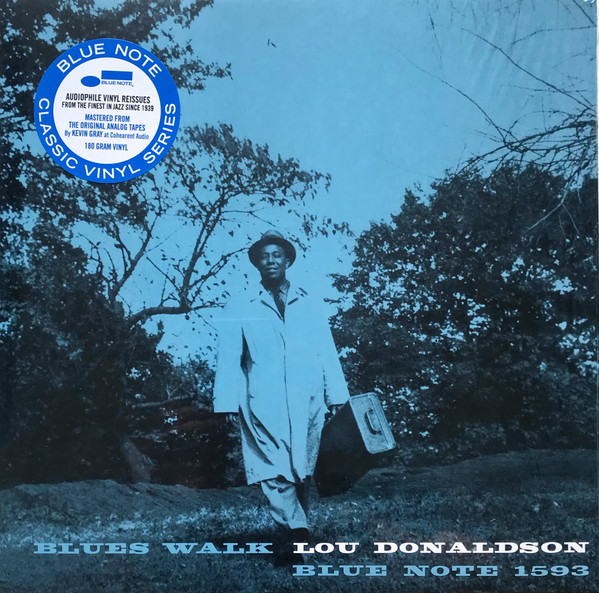 BLUE NOTE
BLUE NOTE
AUDIOPHILE VINYL REISSUES
FROM THE FINEST IN JAZZ SINCE 1939
MASTERED FROM
THE ORIGINAL ANALOG TAPES
By KEVIN GRAY at Cohearent Audio
180 GRAM VINYL
CLASSIC VINYL SERIES
BLUES WALK LOU DONALDSON
BLUE NOTE 1593